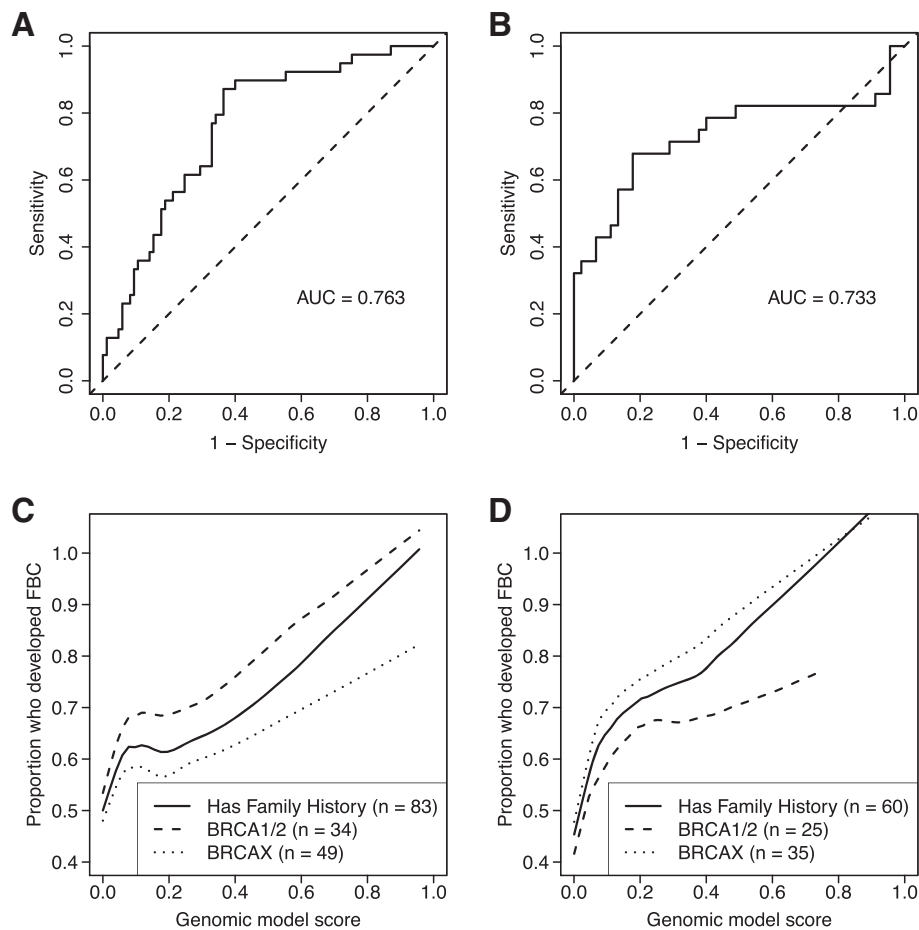 A
B
1.0
0.8
0.6
0.4
0.2
0.0
Sensitivity
AUC = 0.763
0.0 0.2 0.4 0.6 0.8 1.0
1 – Specificity
1.0
0.8
0.6
0.4
0.2
0.0
Sensitivity
AUC = 0.733
0.0 0.2 0.4 0.6 0.8 1.0
1 – Specificity
C
D
1.0
0.9
0.8
0.7
0.6
0.5
0.4
Proportion who developed FBC
Has Family History (n = 83)
BRCA1/2 (n = 34)
BRCAX (n = 49)
0.0 0.2 0.4 0.6 0.8 1.0
Genomic model score
1.0
0.9
0.8
0.7
0.6
0.5
0.4
Proportion who developed FBC
Has Family History (n = 60)
BRCA1/2 (n = 25)
BRCAX (n = 35)
0.0 0.2 0.4 0.6 0.8 1.0
Genomic model score